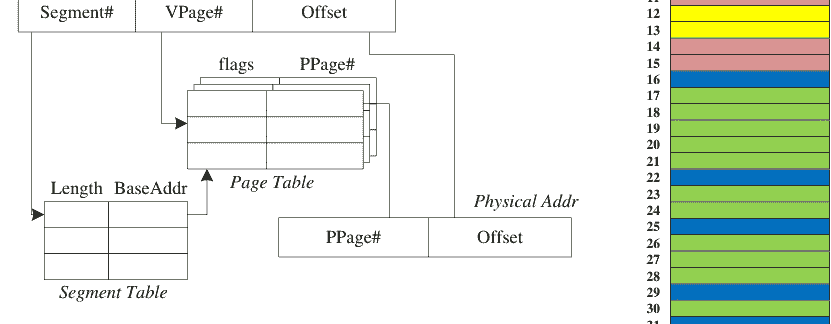 Segment# VPage# Offset
flags PPage#
Page Table
Length BaseAddr
Physical Addr
PPage# Offset
Segment Table
12
13
14
15
16
17
18
19
20
21
22
23
24
25
26
27
28
29
30